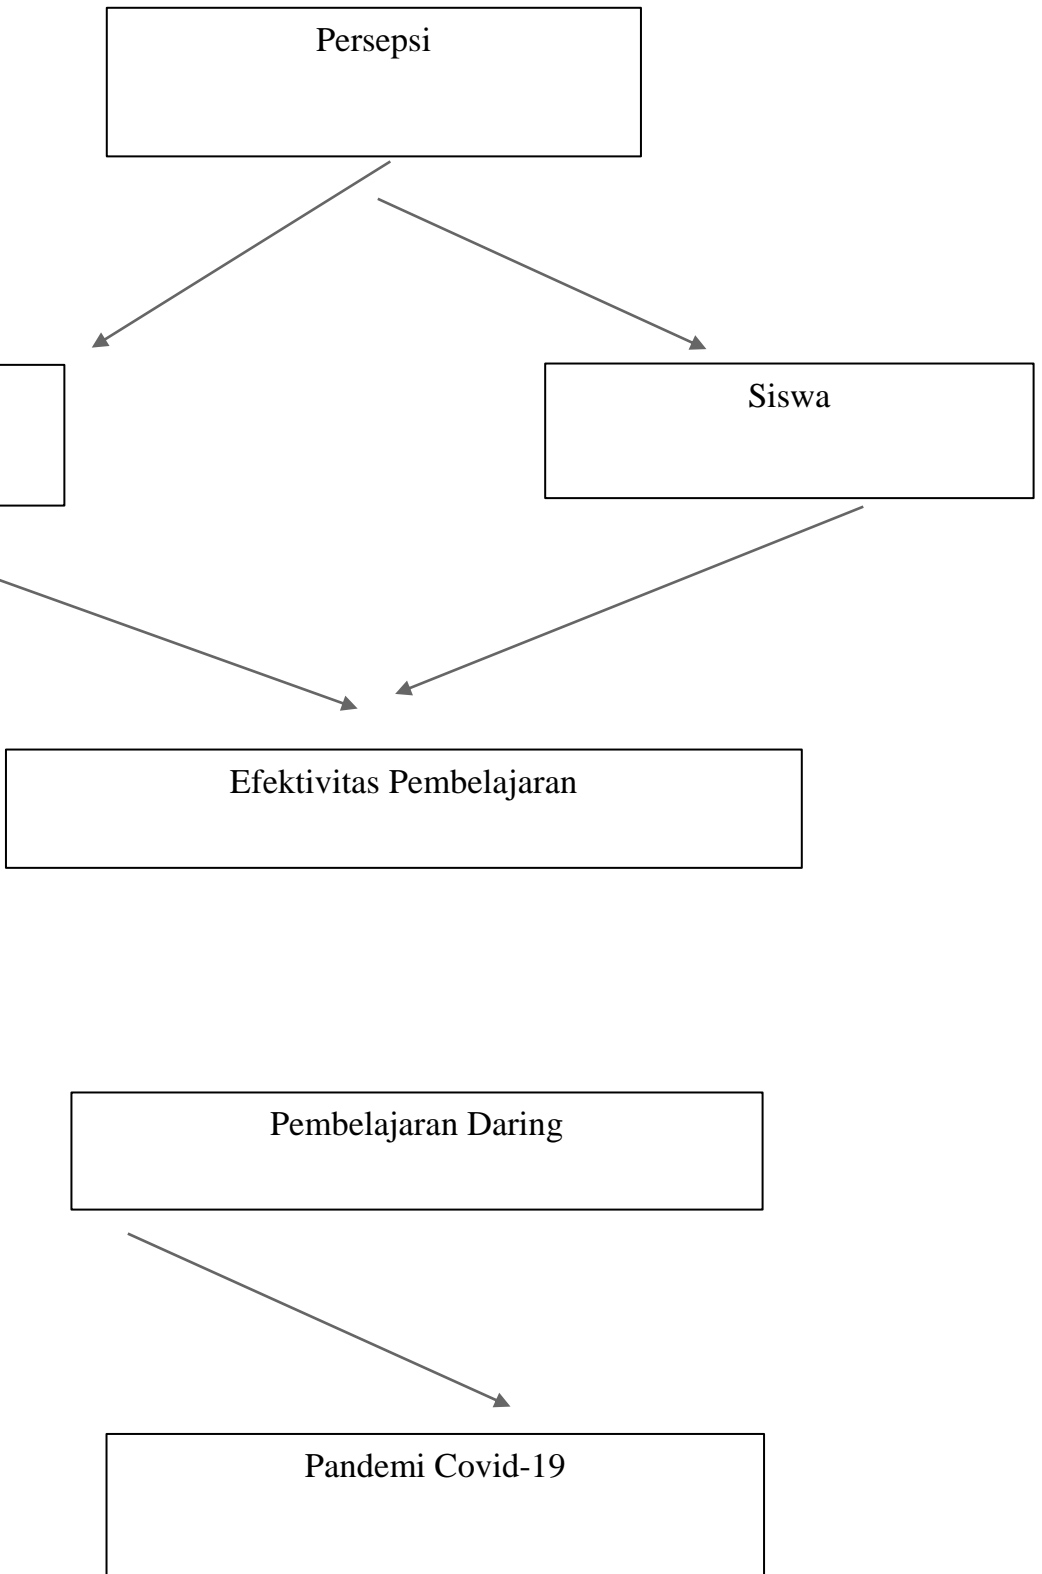 Persepsi
Siswa
Efektivitas Pembelajaran
Pembelajaran Daring
Pandemi Covid-19